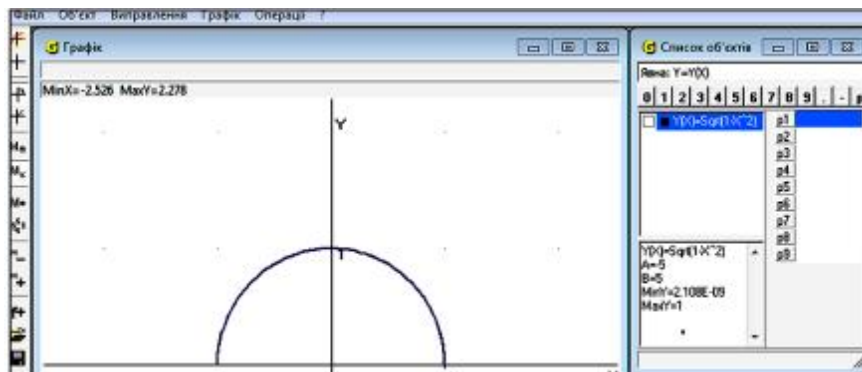 Файл Об'єкт Виправлення Графік Операції ?
Графік
MinX=-2.526 MaxY=2.278
Y
1
Список об'єктів
Явна: Y=Y(X)
0 1 2 3 4 5 6 7 8 9 . -
Y(X)=Sqrt(1-X^2)
p1
p2
p3
p4
p5
p6
p7
p8
p9
Y(X)=Sqrt(1-X^2)
A=-5
B=5
MinY=2.108E-09
MaxY=1